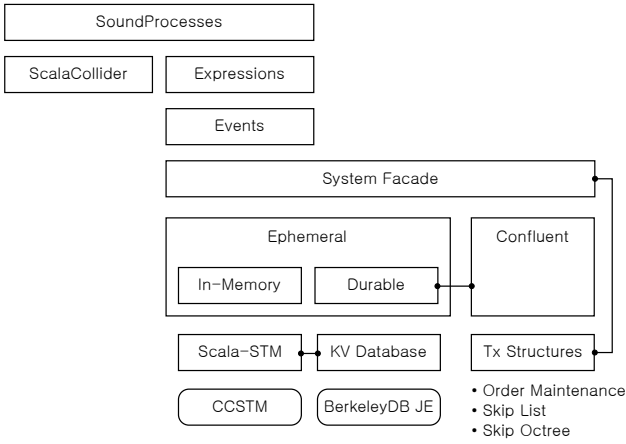 SoundProcesses
ScalaCollider
Expressions
Events
System Facade
Ephemeral
Confluent
In-Memory
Durable
Scala-STM
KV Database
Tx Structures
CCSTM
BerkeleyDB JE
• Order Maintenance
• Skip List
• Skip Octree